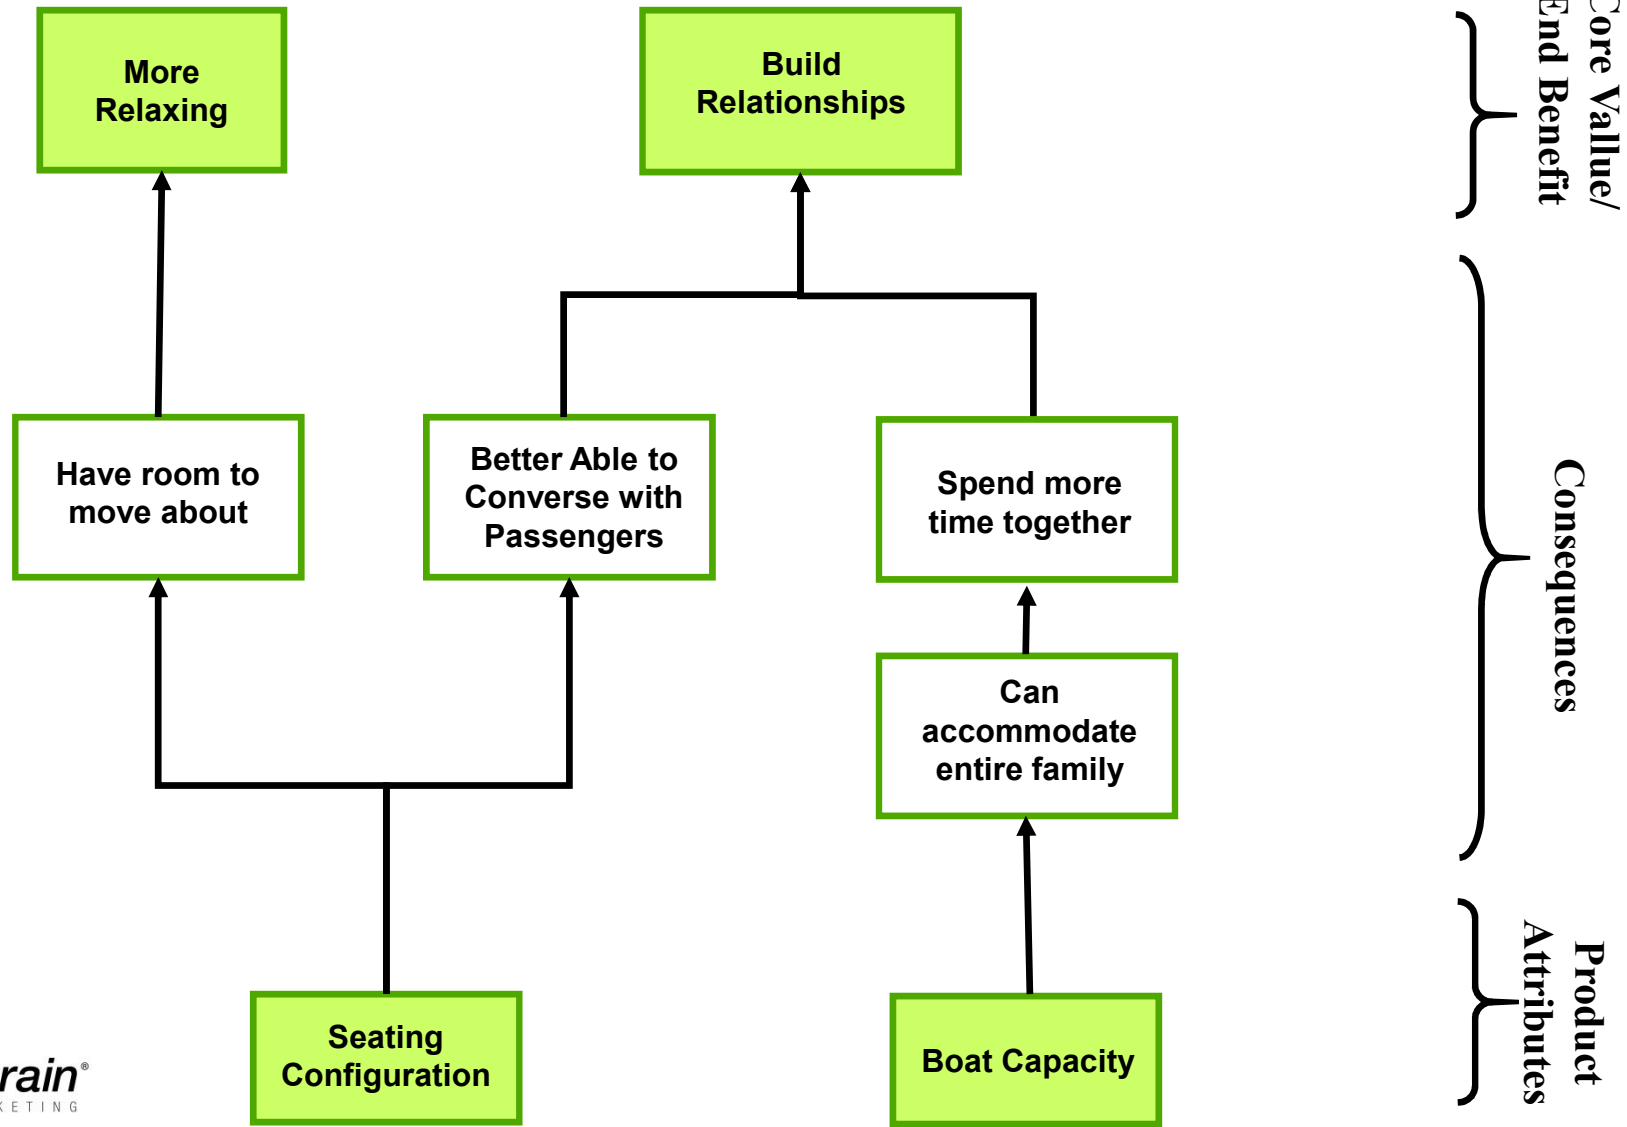 More
Relaxing
Build
Relationships
Core Vallue/
End Benefit
Have room to
move about
Better Able to
Converse with
Passengers
Spend more
time together
Consequences
Can
accommodate
entire family
Seating
Configuration
Boat Capacity
Product
Attributes
rain®
KETING